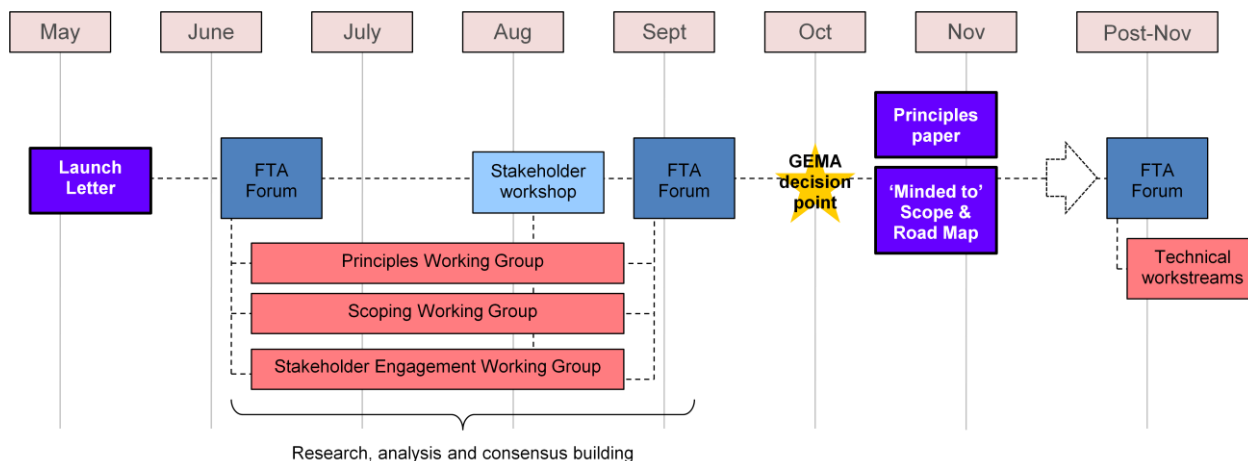 May
June
July
Aug
Sept
Oct
Nov
Post-Nov
Launch
Letter
FTA
Forum
Stakeholder
workshop
FTA
Forum
GEMA
decision
point
Principles
paper
‘Minded to’
Scope &
Road Map
FTA
Forum
Technical
workstreams
Principles Working Group
Scoping Working Group
Stakeholder Engagement Working Group
Research, analysis and consensus building